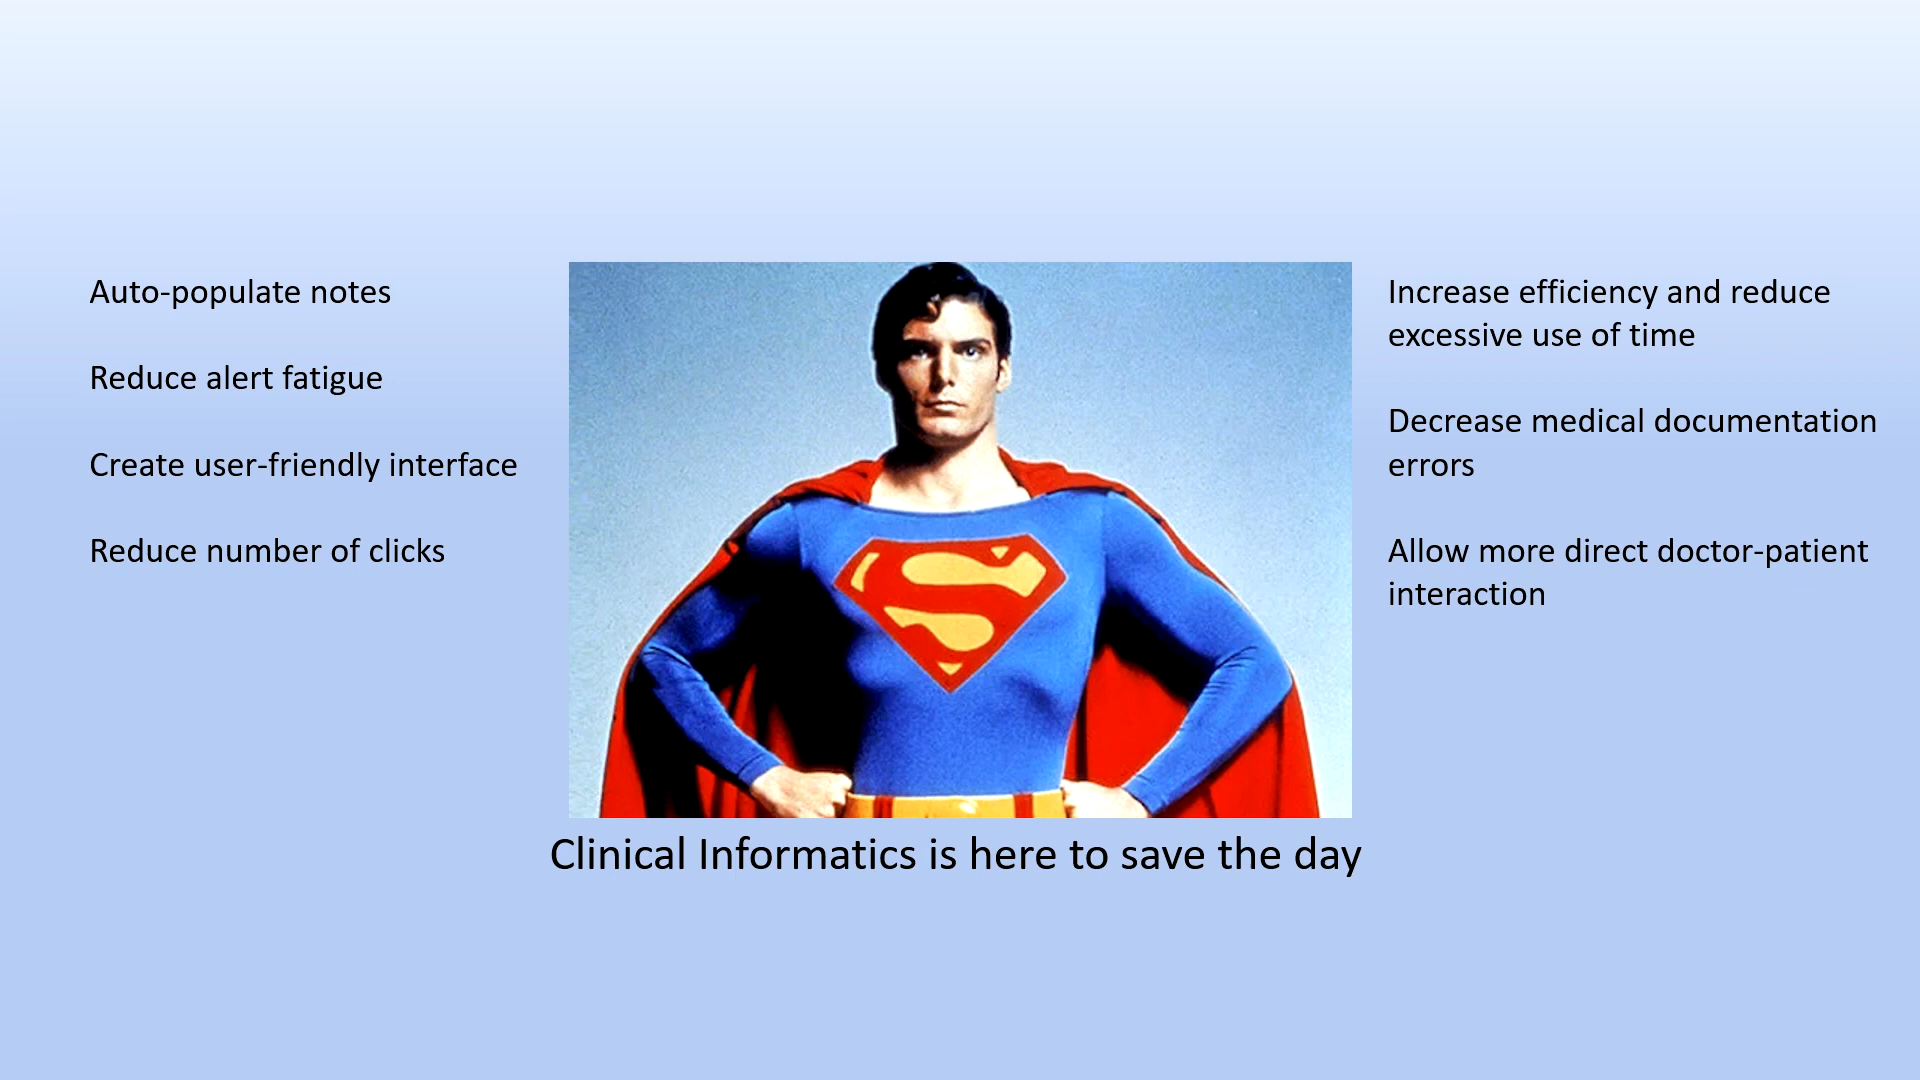 Auto-populate notes
Reduce alert fatigue
Create user-friendly interface
Reduce number of clicks
Increase efficiency and reduce
excessive use of time
Decrease medical documentation
errors
Allow more direct doctor-patient
interaction
S
Clinical Informatics is here to save the day